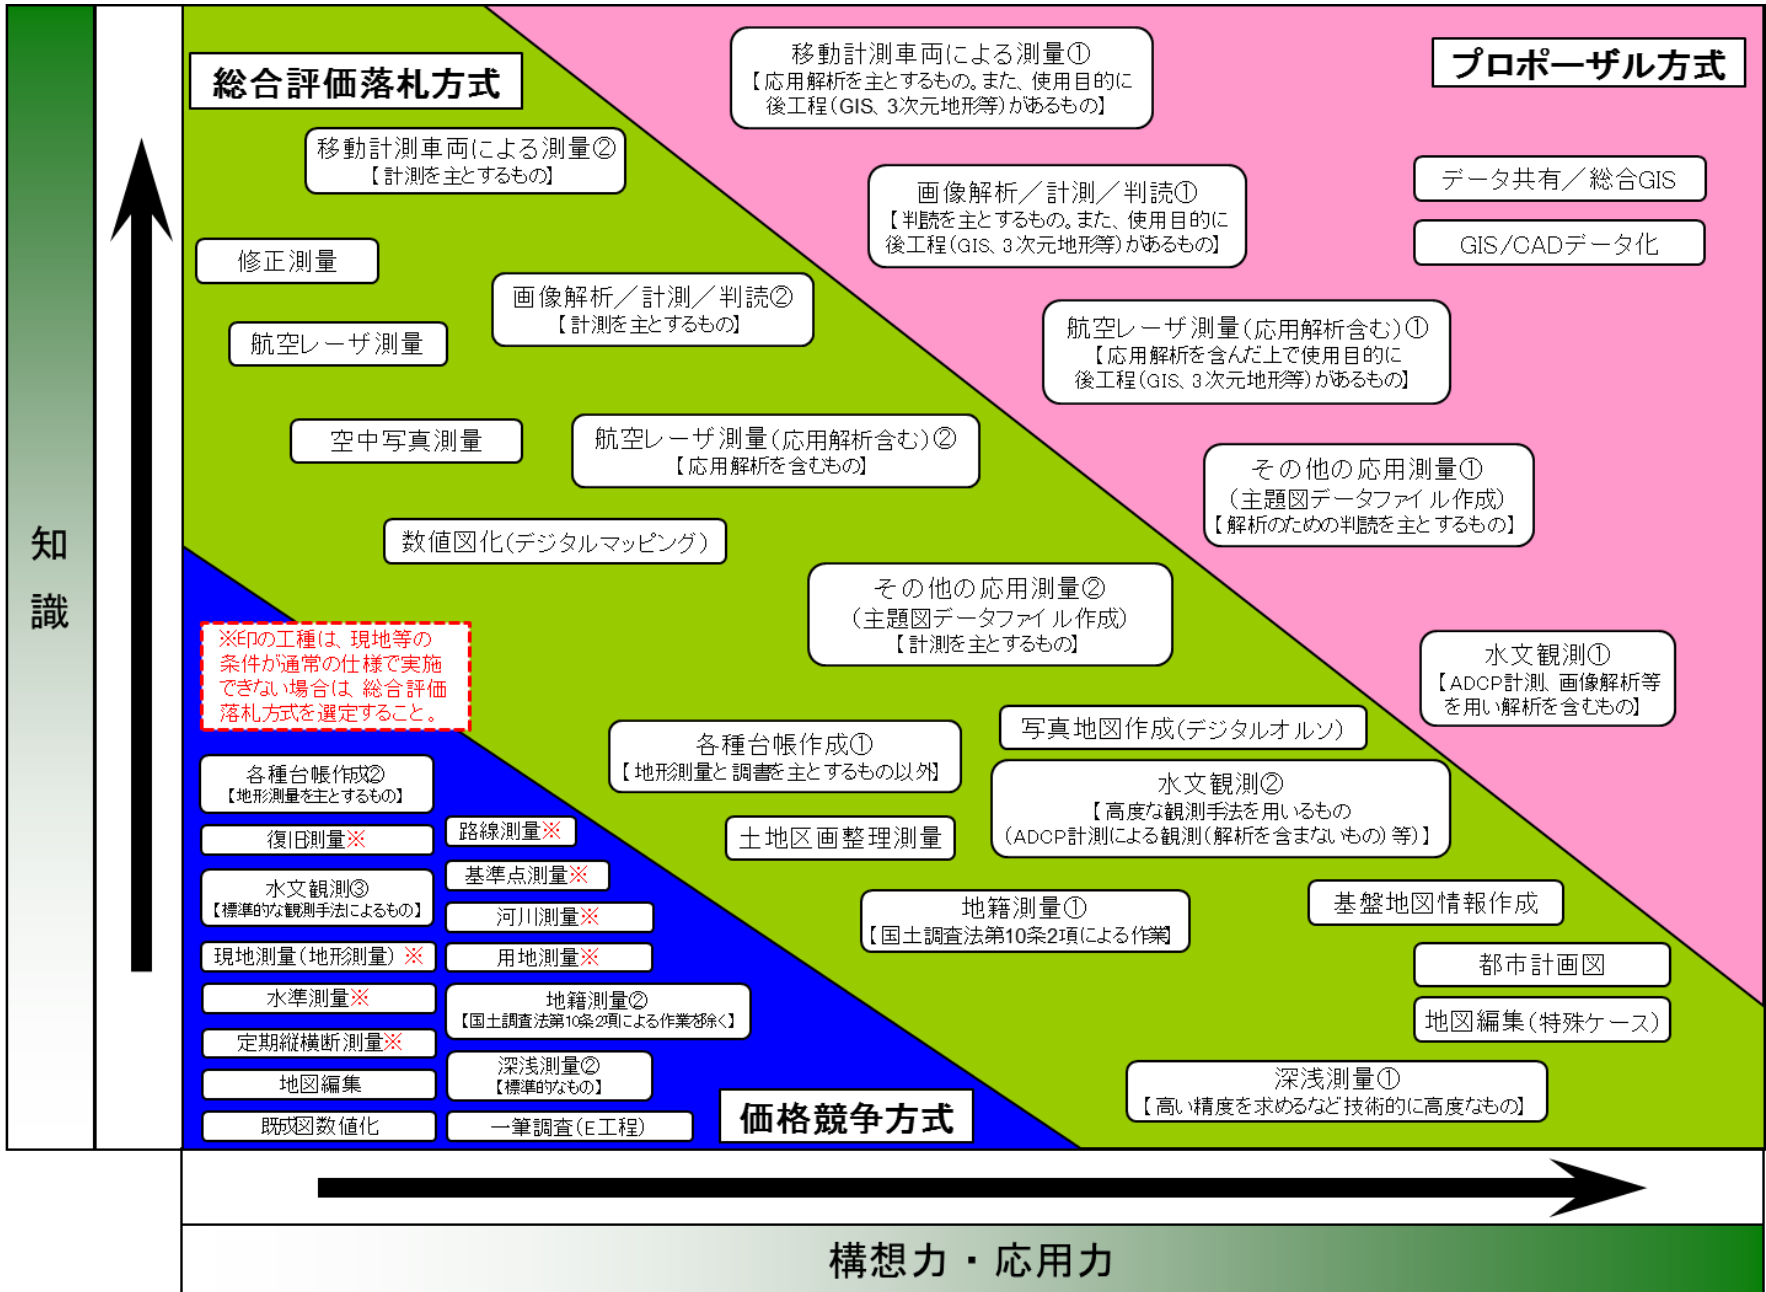 総合評価落札方式
プロポーザル方式
移動計測車両による測量①
【応用解析を主とするもの。また、使用目的に
後工程(GIS、3次元地形等)があるもの】
移動計測車両による測量②
【計測を主とするもの】
画像解析／計測／判読①
【判読を主とするもの。また、使用目的に
後工程(GIS、3次元地形等)があるもの】
データ共有／総合GIS
GIS/CADデータ化
修正測量
画像解析／計測／判読②
【計測を主とするもの】
航空レーザ測量
航空レーザ測量(応用解析含む)①
【応用解析を含んだ上で使用目的に
後工程(GIS、3次元地形等)があるもの】
空中写真測量
航空レーザ測量(応用解析含む)②
【応用解析を含むもの】
その他の応用測量①
(主題図データファイル作成)
【解析のための判読を主とするもの】
数値図化(デジタルマッピング)
その他の応用測量②
(主題図データファイル作成)
【計測を主とするもの】
知
識
※印の工種は、現地等の
条件が通常の仕様で実施
できない場合は、総合評価
落札方式を選定すること。
水文観測①
【ADCP計測、画像解析等
を用い解析を含むもの】
各種台帳作成①
【地形測量と調書を主とするもの以外】
写真地図作成(デジタルオルソ)
水文観測②
【高度な観測手法を用いるもの
(ADCP計測による観測(解析を含まないもの)等)】
土地区画整理測量
地籍測量①
【国土調査法第10条2項による作業】
基盤地図情報作成
都市計画図
地図編集(特殊ケース)
深浅測量①
【高い精度を求めるなど技術的に高度なもの】
各種台帳作成②
【地形測量を主とするもの】
復旧測量※
水文観測③
【標準的な観測手法によるもの】
現地測量(地形測量)※
水準測量※
定期縦横断測量※
地図編集
既成図数値化
路線測量※
基準点測量※
河川測量※
用地測量※
地籍測量②
【国土調査法第10条2項による作業を除く】
深浅測量②
【標準的なもの】
一筆調査(E工程)
価格競争方式
構想力・応用力